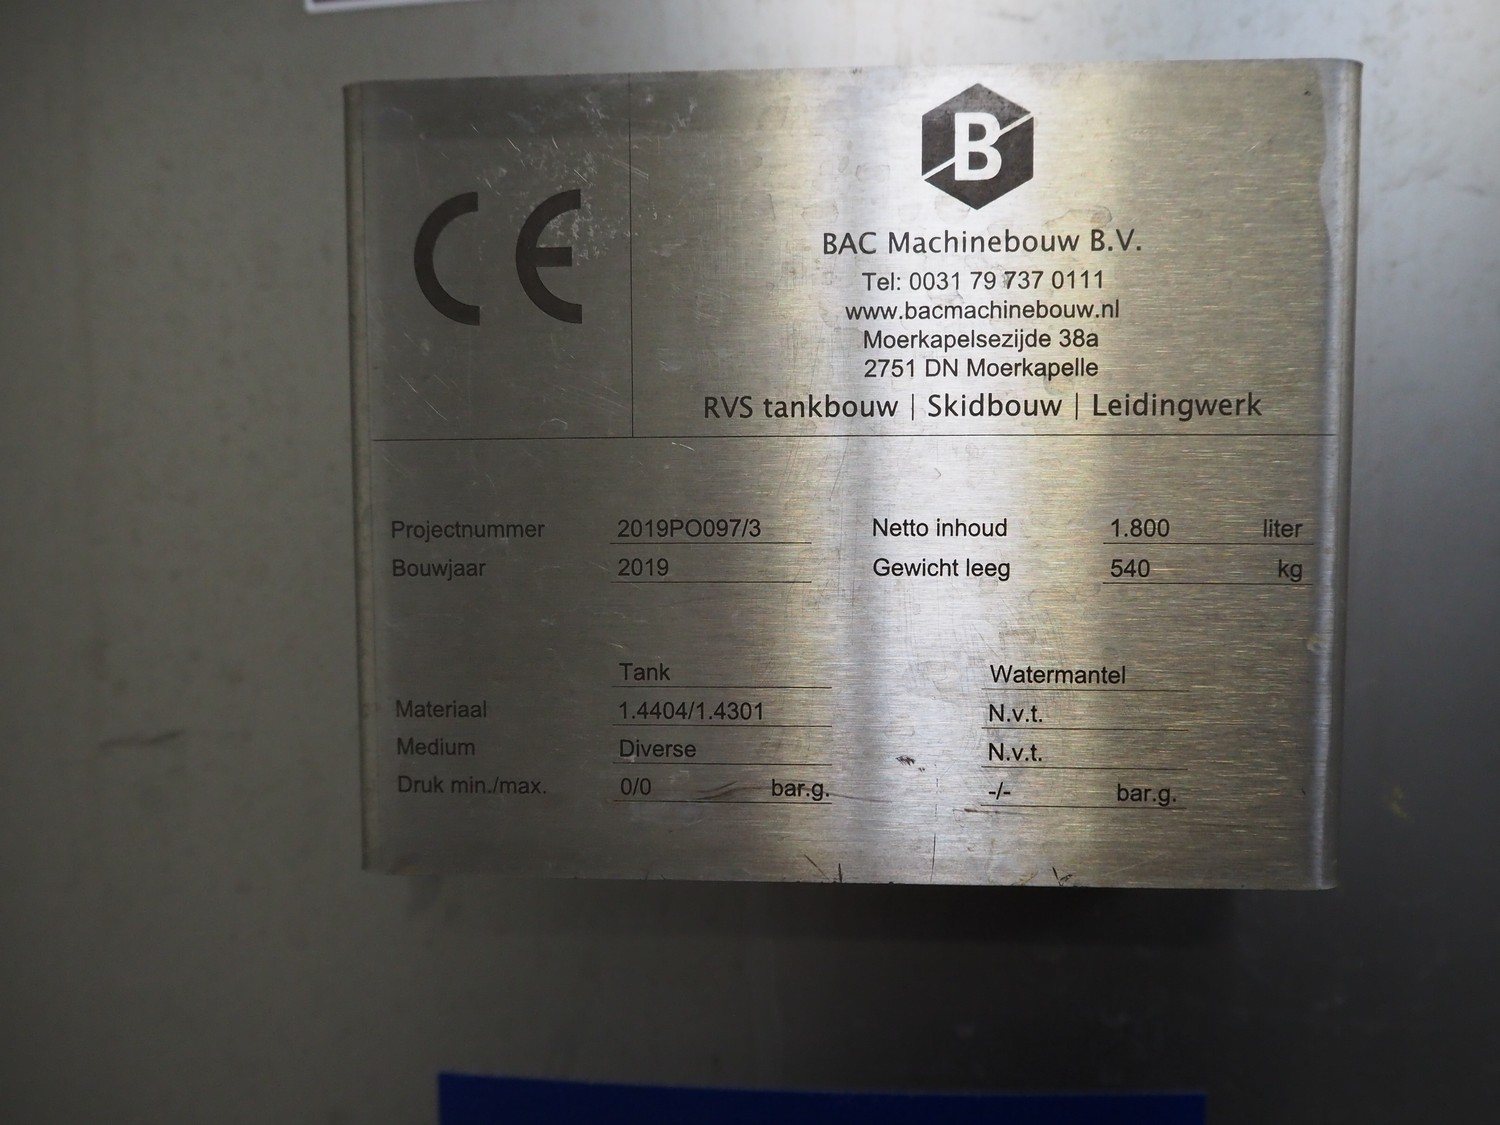 CE
B
BAC Machinebouw B.V.
Tel: 0031 79 737 0111
www.bacmachinebouw.nl
Moerkapelsezijde 38a
2751 DN Moerkapelle
RVS tankbouw | Skidbouw | Leidingwerk
Projectnummer 2019PO097/3 Netto inhoud 1.800 liter
Bouwjaar 2019 Gewicht leeg 540 kg
Tank Watermantel
Materiaal 1.4404/1.4301 N.v.t.
Medium Diverse N.v.t.
Druk min./max. 0/0 bar.g. -/- bar.g.